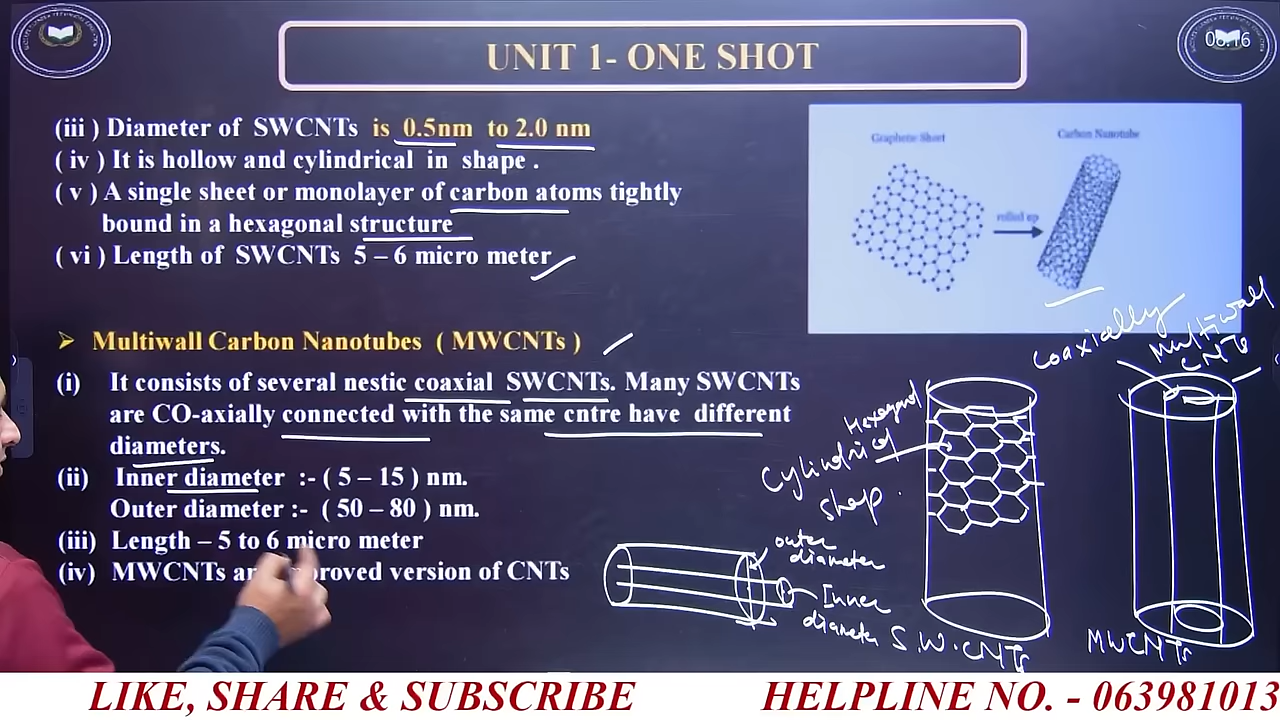 UNIT 1- ONE SHOT
06:16
(iii ) Diameter of SWCNTs is 0.5nm to 2.0 nm
( iv ) It is hollow and cylindrical in shape .
( v ) A single sheet or monolayer of carbon atoms tightly
bound in a hexagonal structure
( vi ) Length of SWCNTs 5 – 6 micro meter
Graphene Sheet
Carbon Nanotube
rolled up
➢ Multiwall Carbon Nanotubes ( MWCNTs )
(i) It consists of several nestic coaxial SWCNTs. Many SWCNTs
are CO-axially connected with the same cntre have different
diameters.
(ii) Inner diameter :- ( 5 – 15 ) nm.
Outer diameter :- ( 50 – 80 ) nm.
(iii) Length – 5 to 6 micro meter
(iv) MWCNTs are improved version of CNTs
Coaxially
Multiwall
CNTs
Hexagonal
Cylindrical
shap.
outer
diameter
Inner
diameter
S.W.CNTs
MWCNTs
LIKE, SHARE & SUBSCRIBE
HELPLINE NO. - 063981013